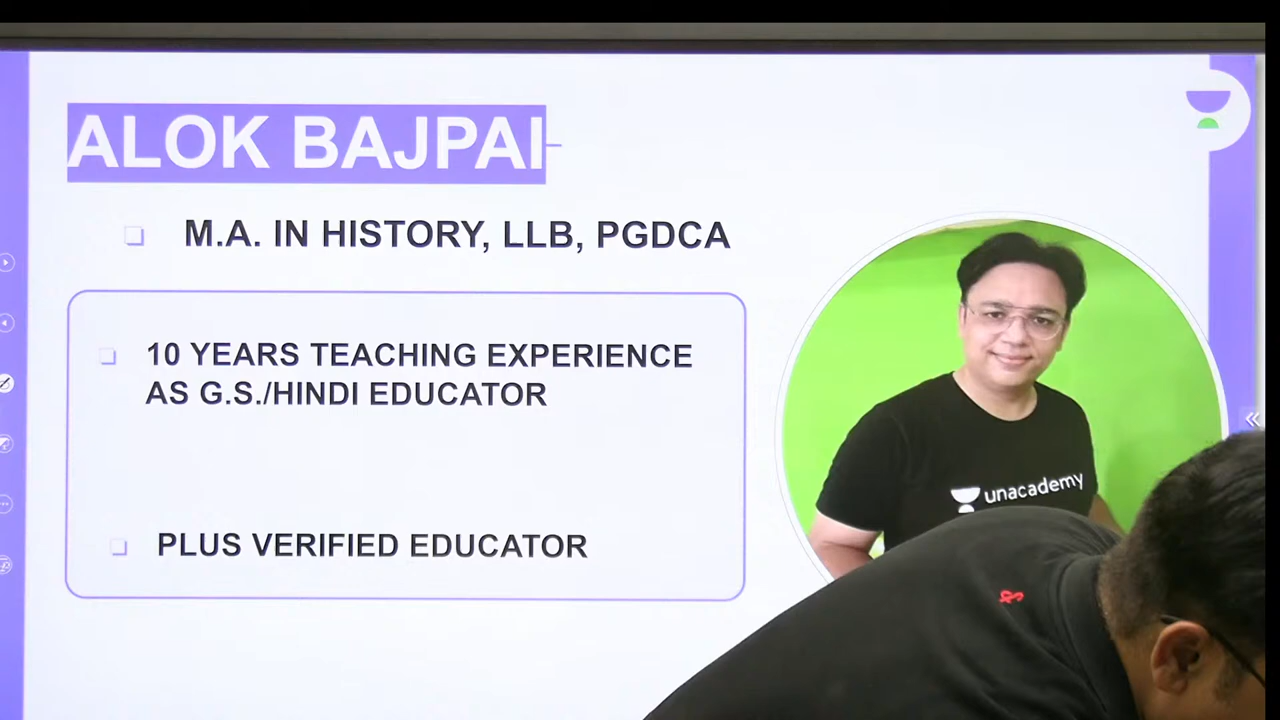 ALOK BAJPAI-
M.A. IN HISTORY, LLB, PGDCA
10 YEARS TEACHING EXPERIENCE
AS G.S./HINDI EDUCATOR
unacademy
PLUS VERIFIED EDUCATOR